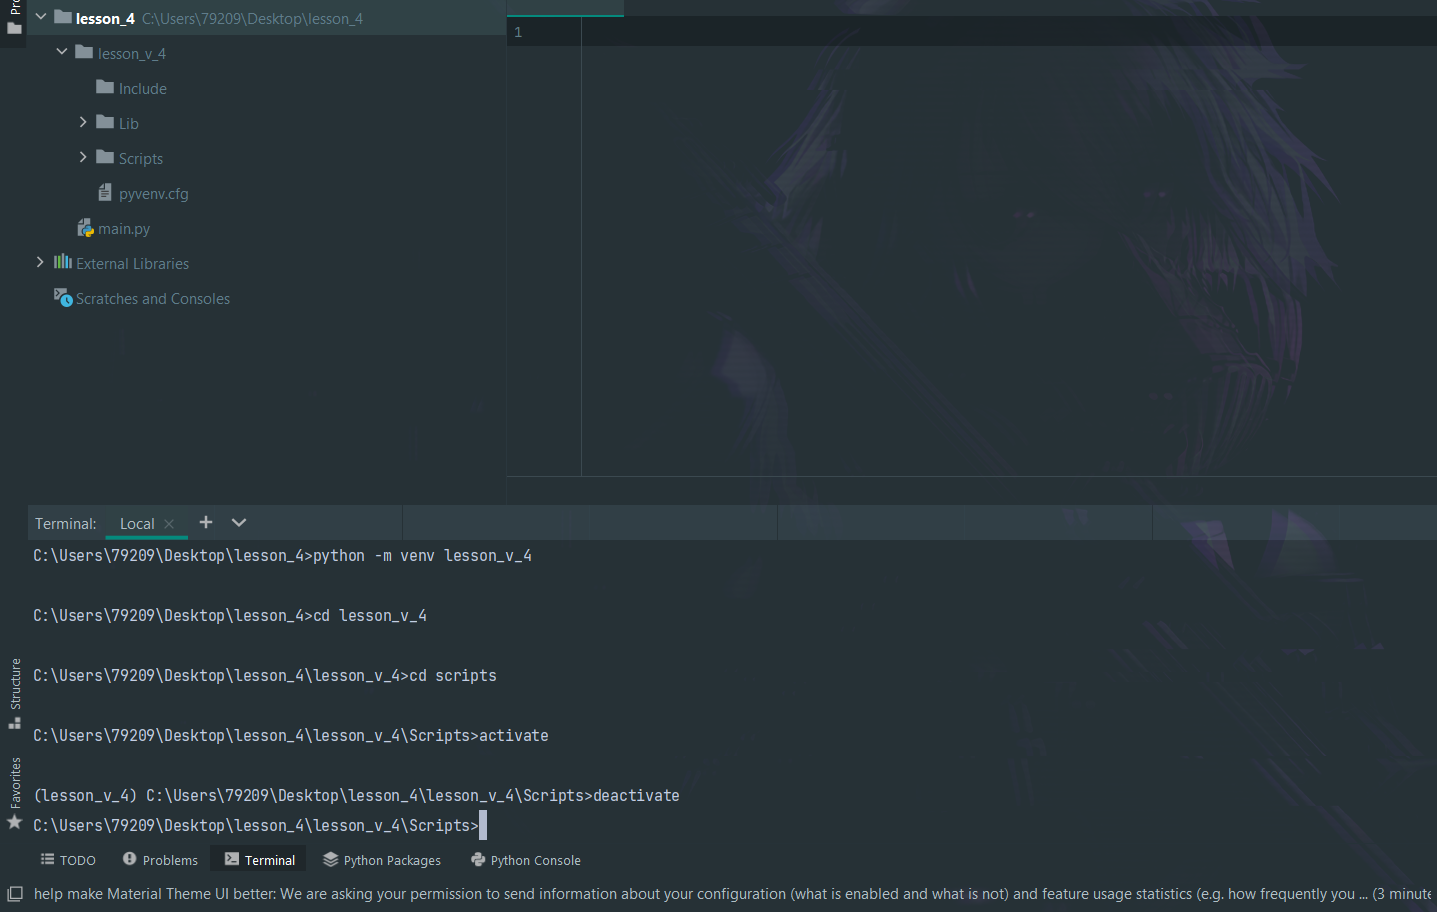 lesson_4 C:\Users\79209\Desktop\lesson_4
lesson_v_4
Include
Lib
Scripts
pyvenv.cfg
main.py
External Libraries
Scratches and Consoles
1
Terminal: Local
C:\Users\79209\Desktop\lesson_4>python -m venv lesson_v_4
C:\Users\79209\Desktop\lesson_4>cd lesson_v_4
C:\Users\79209\Desktop\lesson_4\lesson_v_4>cd scripts
C:\Users\79209\Desktop\lesson_4\lesson_v_4\Scripts>activate
(lesson_v_4) C:\Users\79209\Desktop\lesson_4\lesson_v_4\Scripts>deactivate
C:\Users\79209\Desktop\lesson_4\lesson_v_4\Scripts>
Structure
Favorites
TODO Problems Terminal Python Packages Python Console
help make Material Theme UI better: We are asking your permission to send information about your configuration (what is enabled and what is not) and feature usage statistics (e.g. how frequently you ... (3 minute